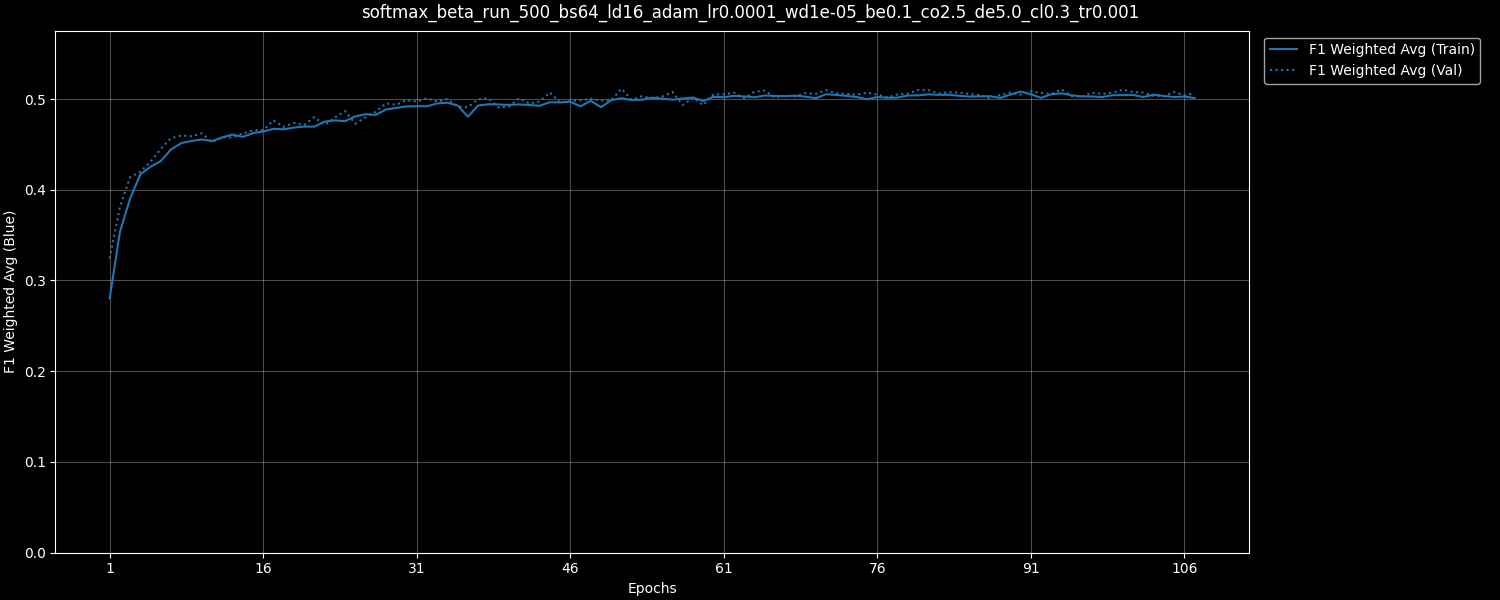 softmax_beta_run_500_bs64_ld16_adam_lr0.0001_wd1e-05_be0.1_co2.5_de5.0_cl0.3_tr0.001
F1 Weighted Avg (Train)
F1 Weighted Avg (Val)
F1 Weighted Avg (Blue)
0.5
0.4
0.3
0.2
0.1
0.0
1 16 31 46 61 76 91 106
Epochs